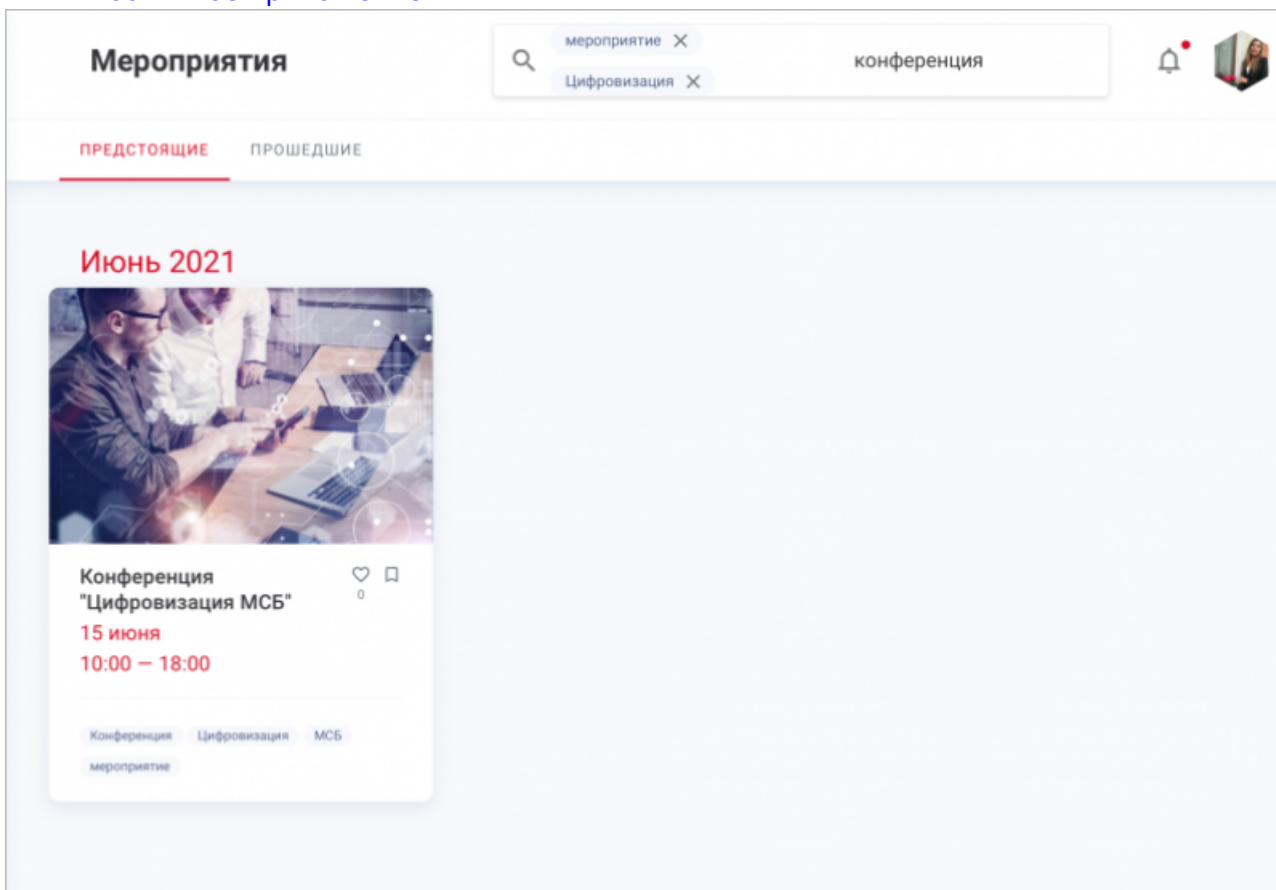 Мероприятия
мероприятие
Цифровизация
конференция
ПРЕДСТОЯЩИЕ ПРОШЕДШИЕ
Июнь 2021
Конференция
"Цифровизация МСБ"
0
15 июня
10:00 — 18:00
Конференция Цифровизация МСБ
мероприятие